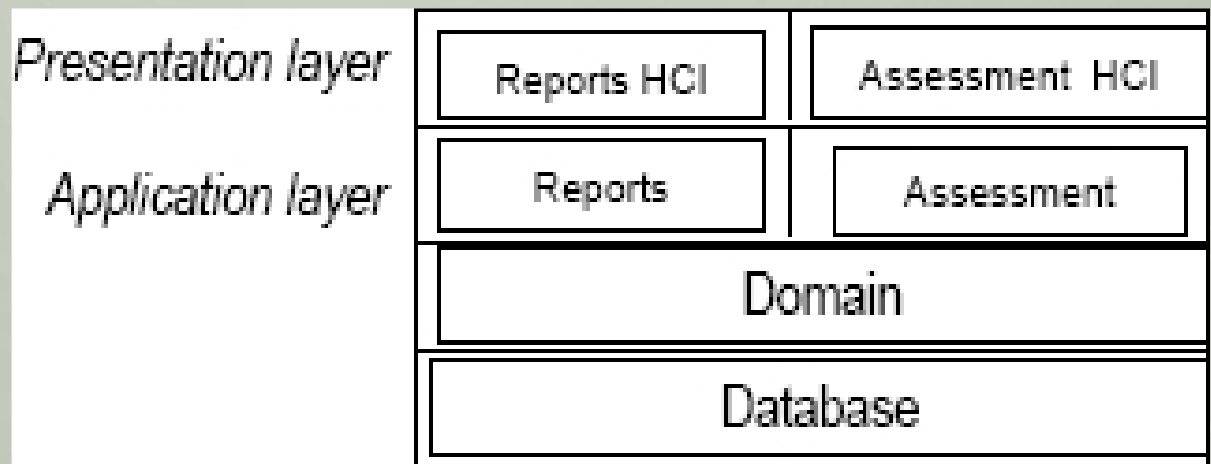 Presentation layer
Reports HCI
Assessment HCI
Application layer
Reports
Assessment
Domain
Database